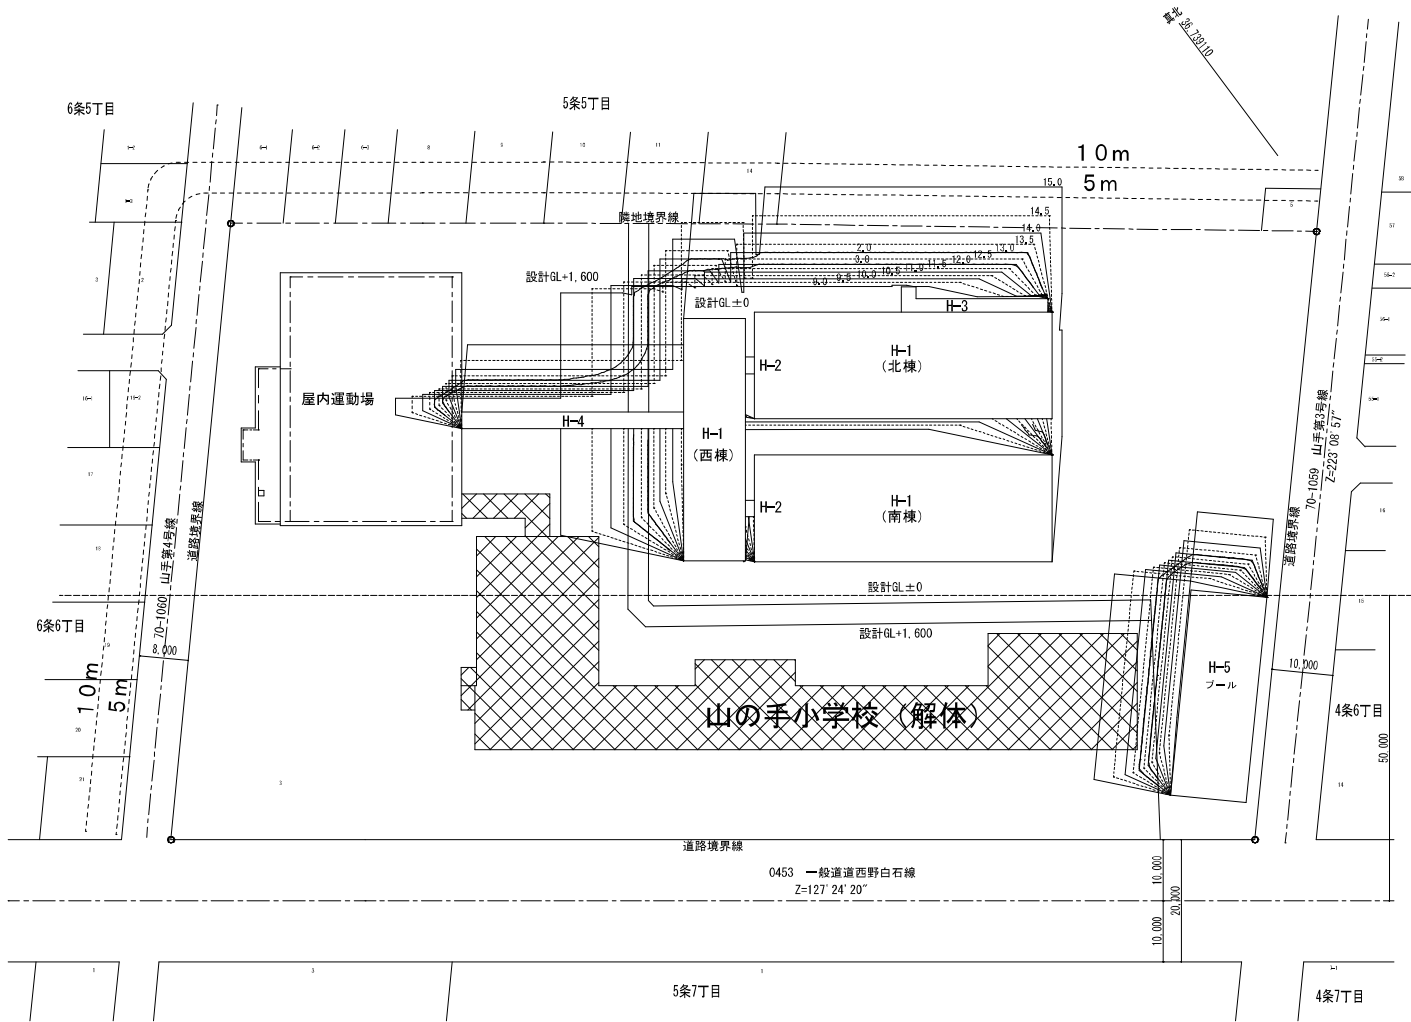 真北 36.739110
6条5丁目
5条5丁目
10m
5m
15.0
14.5
14.0
13.5
13.0
12.5
12.0
11.5
11.0
10.5
10.0
9.5
9.0
2.0
3.0
隣地境界線
設計GL+1,600
設計GL±0
H-3
H-1
(北棟)
H-2
屋内運動場
H-4
H-1
(西棟)
H-1
(南棟)
H-2
70-1059 山手第3号線
Z=223°08'57"
道路境界線
70-1060 山手第4号線
道路境界線
設計GL±0
設計GL+1,600
6条6丁目
8,000
10m
5m
H-5
プール
10,000
4条6丁目
50,000
山の手小学校(解体)
道路境界線
0453 一般道道西野白石線
Z=127°24'20"
10,000
10,000
20,000
5条7丁目
4条7丁目